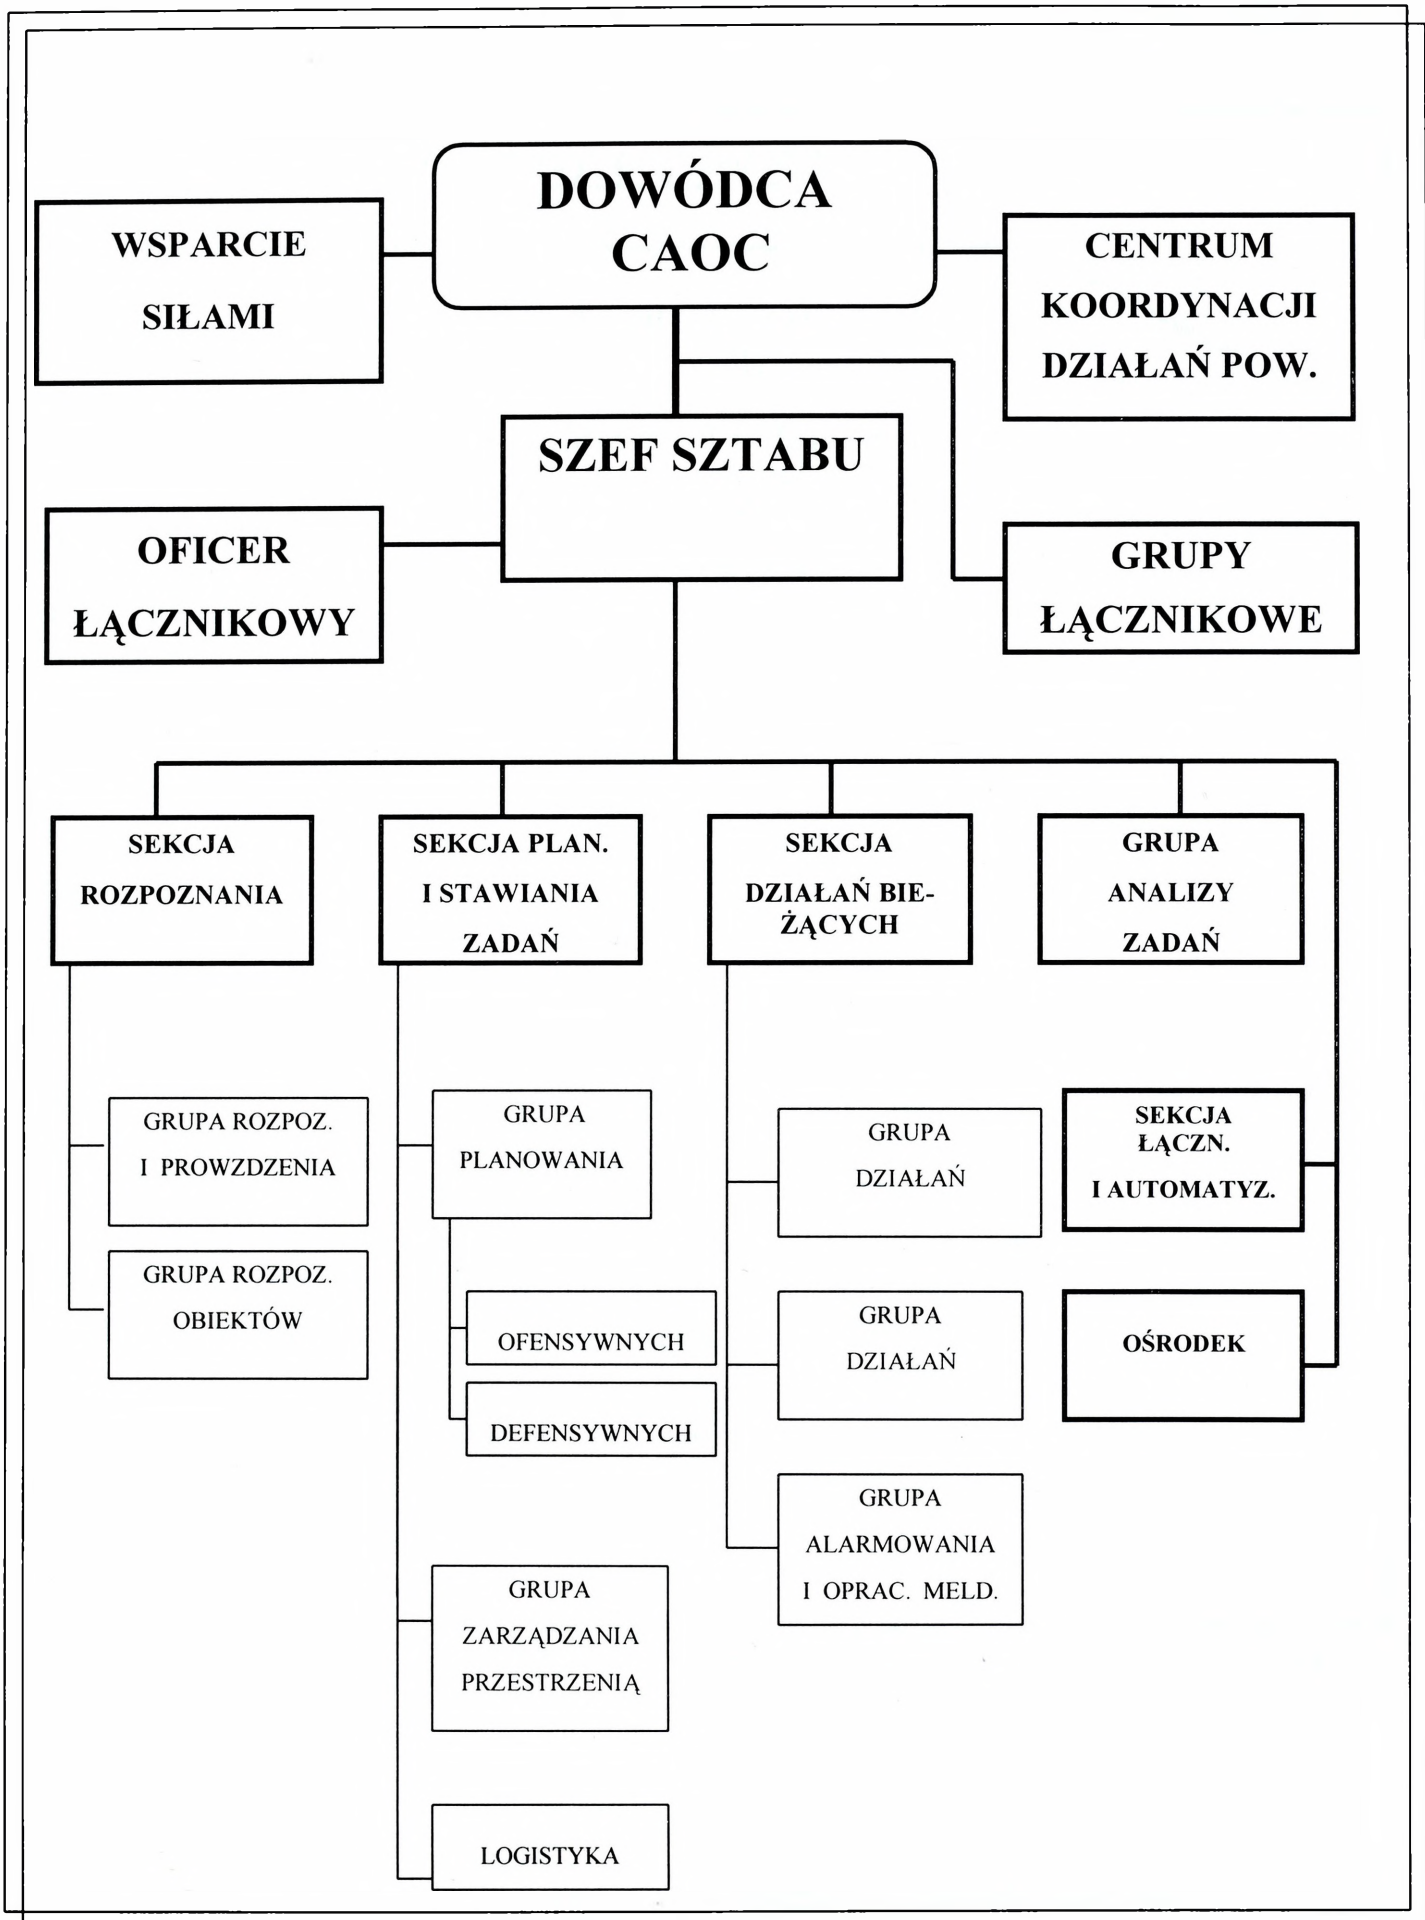 DOWÓDCA
CAOC
WSPARCIE
SIŁAMI
CENTRUM
KOORDYNACJI
DZIAŁAŃ POW.
SZEF SZTABU
OFICER
ŁĄCZNIKOWY
GRUPY
ŁĄCZNIKOWE
SEKCJA
ROZPOZNANIA
SEKCJA PLAN.
I STAWIANIA
ZADAŃ
SEKCJA
DZIAŁAŃ BIE-
ŻĄCYCH
GRUPA
ANALIZY
ZADAŃ
GRUPA ROZPOZ.
I PROWZDZENIA
GRUPA ROZPOZ.
OBIEKTÓW
GRUPA
PLANOWANIA
OFENSYWNYCH
DEFENSYWNYCH
GRUPA
ZARZĄDZANIA
PRZESTRZENIĄ
LOGISTYKA
GRUPA
DZIAŁAŃ
GRUPA
DZIAŁAŃ
GRUPA
ALARMOWANIA
I OPRAC. MELD.
SEKCJA
ŁĄCZN.
I AUTOMATYZ.
OŚRODEK